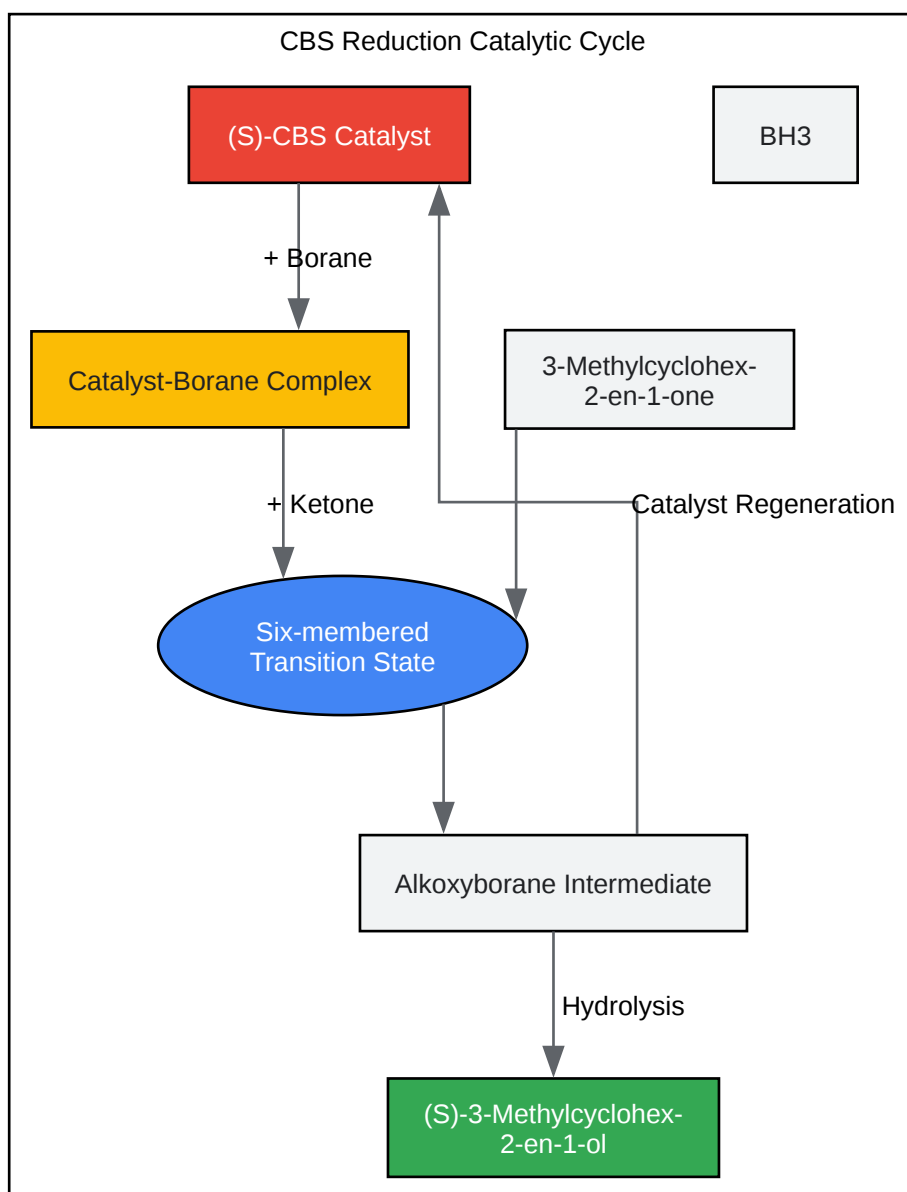 CBS Reduction Catalytic Cycle
(S)-CBS Catalyst
BH3
+ Borane
Catalyst-Borane Complex
3-Methylcyclohex-
2-en-1-one
+ Ketone
Catalyst Regeneration
Six-membered
Transition State
Alkoxyborane Intermediate
Hydrolysis
(S)-3-Methylcyclohex-
2-en-1-ol